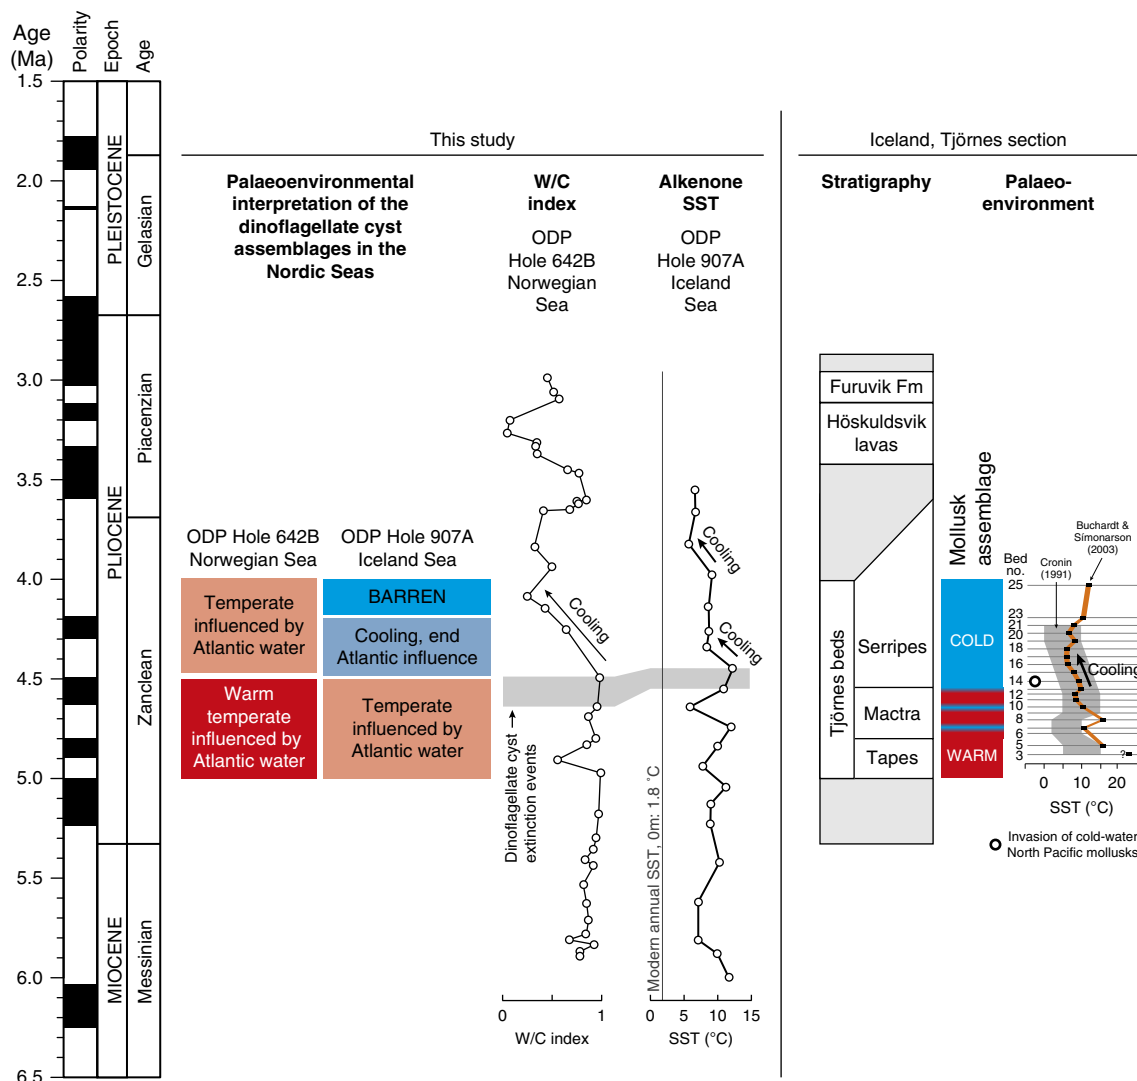 Age
(Ma)
Polarity
Epoch
Age
1.5
2.0
2.5
3.0
3.5
4.0
4.5
5.0
5.5
6.0
6.5
PLEISTOCENE
PLIOCENE
MIOCENE
Gelasian
Piacenzian
Zanclean
Messinian
This study
Palaeoenvironmental
interpretation of the
dinoflagellate cyst
assemblages in the
Nordic Seas
W/C
index
ODP
Hole 642B
Norwegian
Sea
Alkenone
SST
ODP
Hole 907A
Iceland
Sea
ODP Hole 642B
Norwegian Sea
ODP Hole 907A
Iceland Sea
Temperate
influenced by
Atlantic water
Warm
temperate
influenced by
Atlantic water
BARREN
Cooling, end
Atlantic influence
Temperate
influenced by
Atlantic water
Cooling
Dinoflagellate cyst
extinction events
0
1
W/C index
Cooling
Cooling
Modern annual SST, 0m: 1.8 °C
0
5
10
15
SST (°C)
Iceland, Tjörnes section
Stratigraphy
Palaeo-
environment
Furuvik Fm
Höskuldsvik
lavas
Tjörnes beds
Serripes
Mactra
Tapes
Mollusk
assemblage
COLD
WARM
Bed
no.
25
23
21
20
18
16
14
12
10
8
6
5
3
Cronin
(1991)
Buchardt &
Símonarson
(2003)
Cooling
?
0
10
20
SST (°C)
Invasion of cold-water
North Pacific mollusks